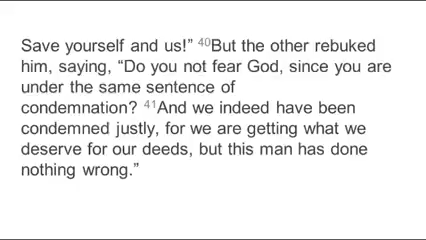 Save yourself and us!” 40But the other rebuked
him, saying, “Do you not fear God, since you are
under the same sentence of
condemnation? 41And we indeed have been
condemned justly, for we are getting what we
deserve for our deeds, but this man has done
nothing wrong.”